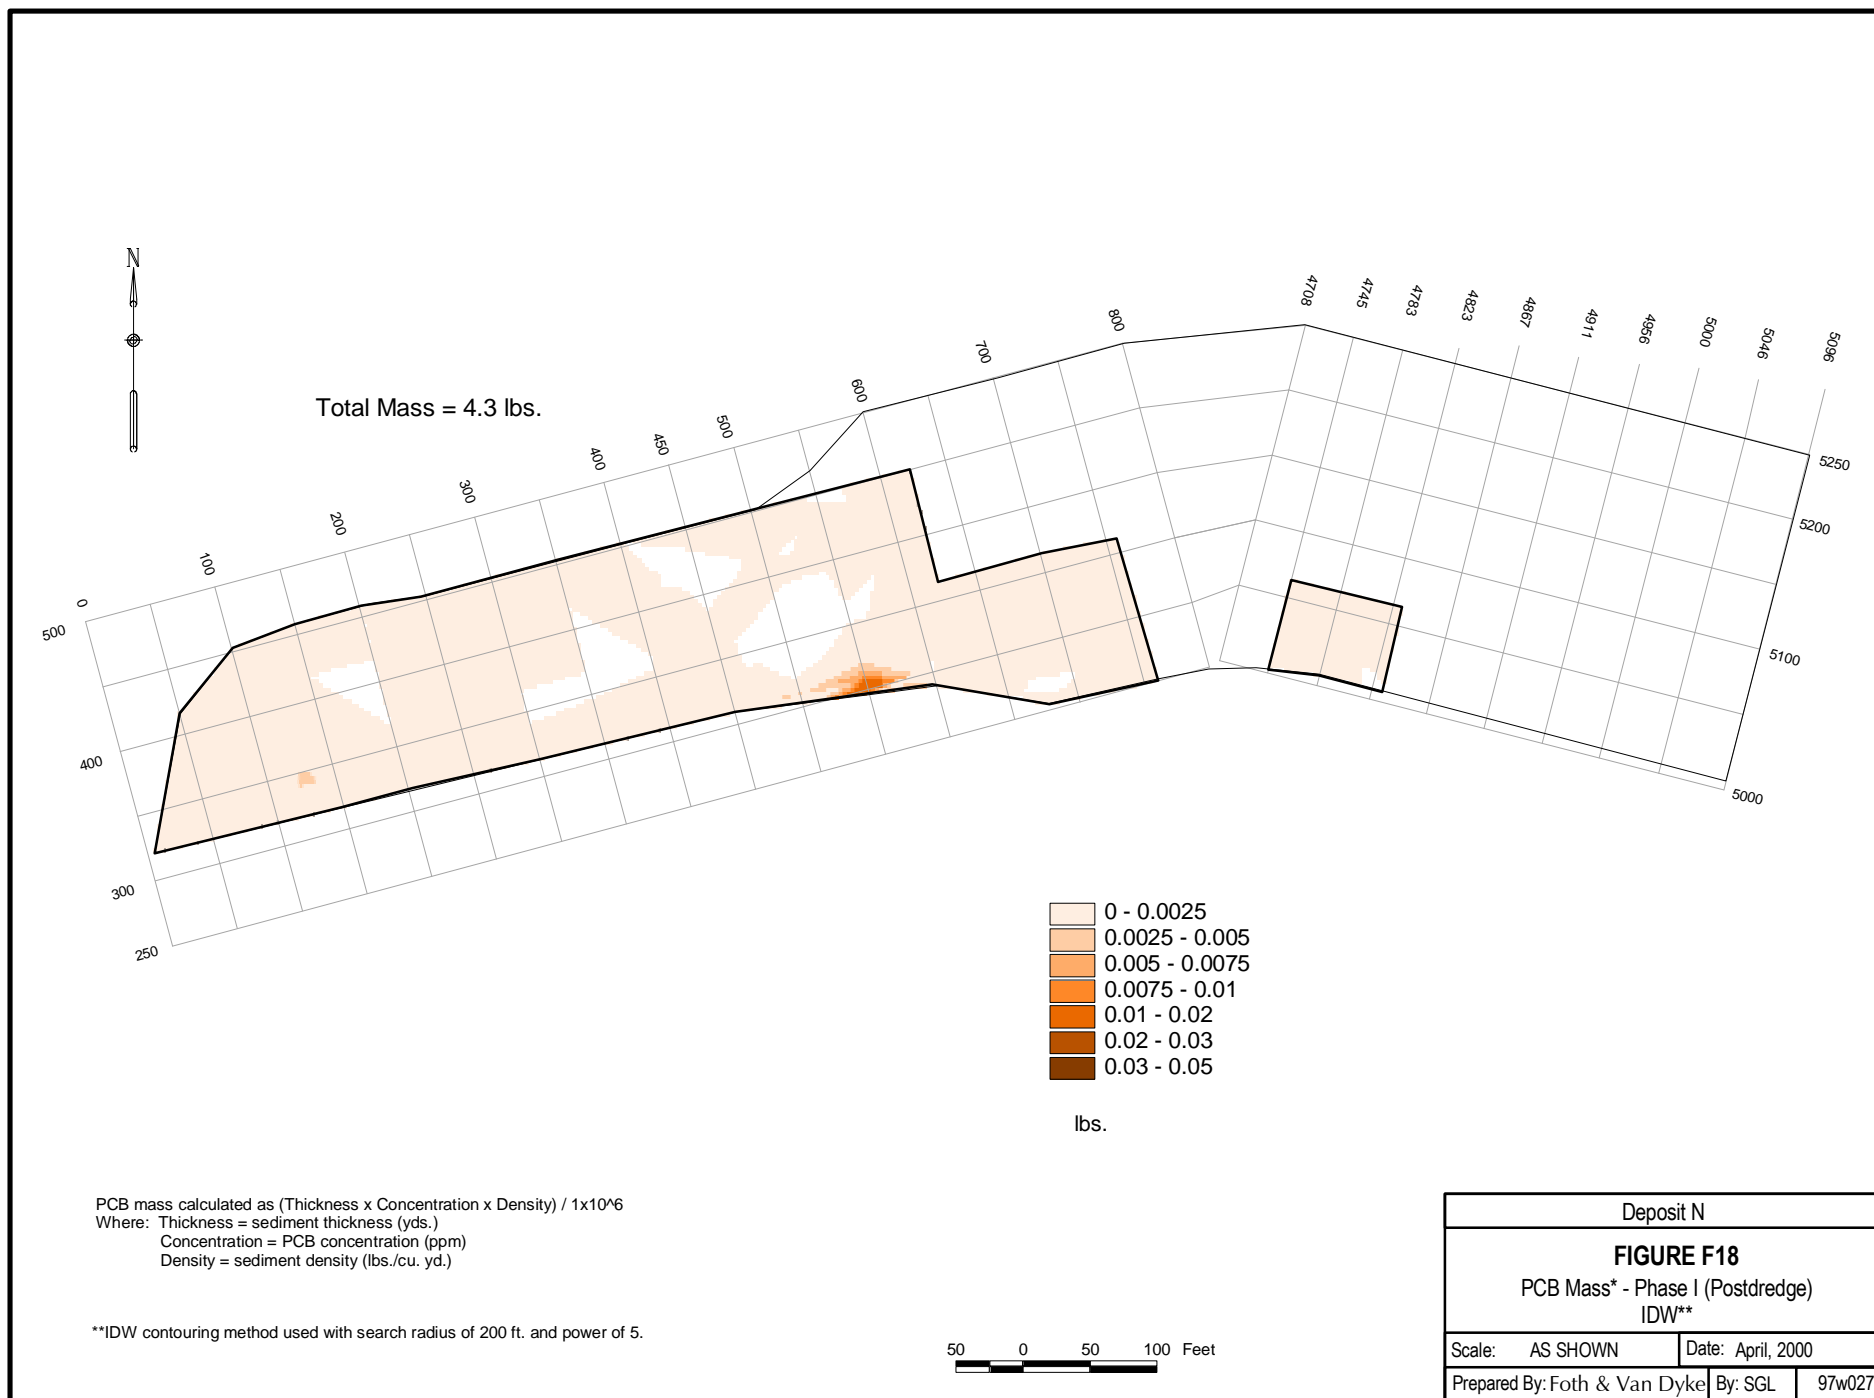 N
Total Mass = 4.3 lbs.
0
100
200
300
400
450
500
600
700
800
4708
4745
4783
4823
4867
4911
4956
5000
5046
5096
500
400
300
250
5250
5200
5100
5000
0 - 0.0025
0.0025 - 0.005
0.005 - 0.0075
0.0075 - 0.01
0.01 - 0.02
0.02 - 0.03
0.03 - 0.05
lbs.
PCB mass calculated as (Thickness x Concentration x Density) / 1x10^6
Where: Thickness = sediment thickness (yds.)
Concentration = PCB concentration (ppm)
Density = sediment density (lbs./cu. yd.)
**IDW contouring method used with search radius of 200 ft. and power of 5.
50 0 50 100 Feet
Deposit N
FIGURE F18
PCB Mass* - Phase I (Postdredge)
IDW**
Scale: AS SHOWN Date: April, 2000
Prepared By: Foth & Van Dyke By: SGL 97w027